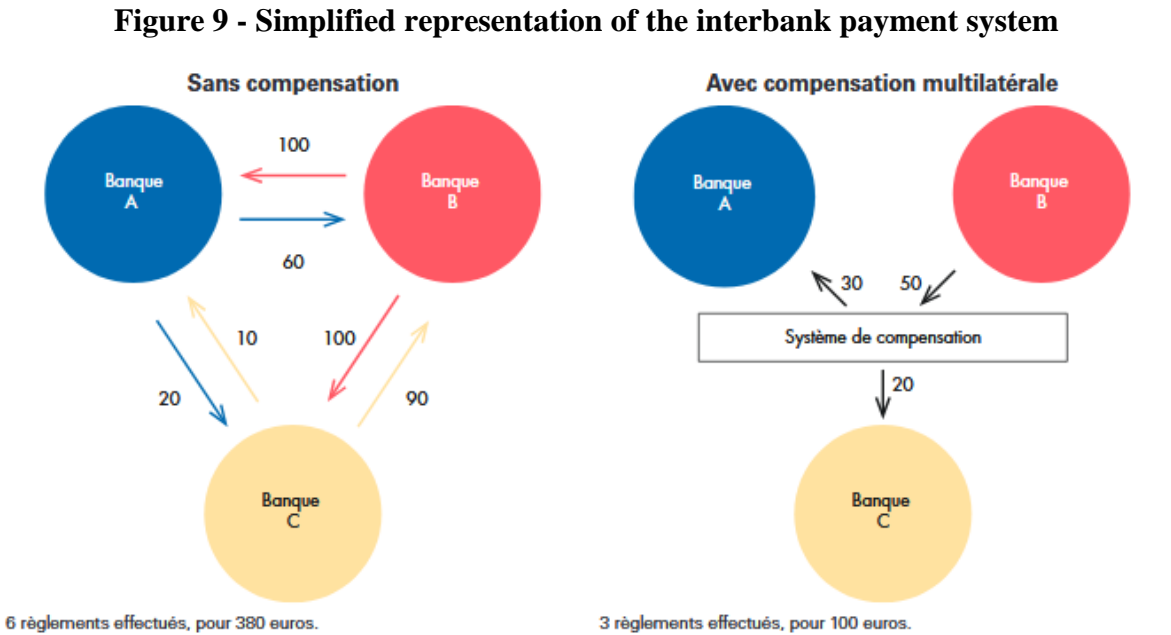 Figure 9 - Simplified representation of the interbank payment system
Sans compensation
Banque
A
100
60
Banque
B
10
100
20
90
Banque
C
6 règlements effectués, pour 380 euros.
Avec compensation multilatérale
Banque
A
Banque
B
30
50
Système de compensation
20
Banque
C
3 règlements effectués, pour 100 euros.